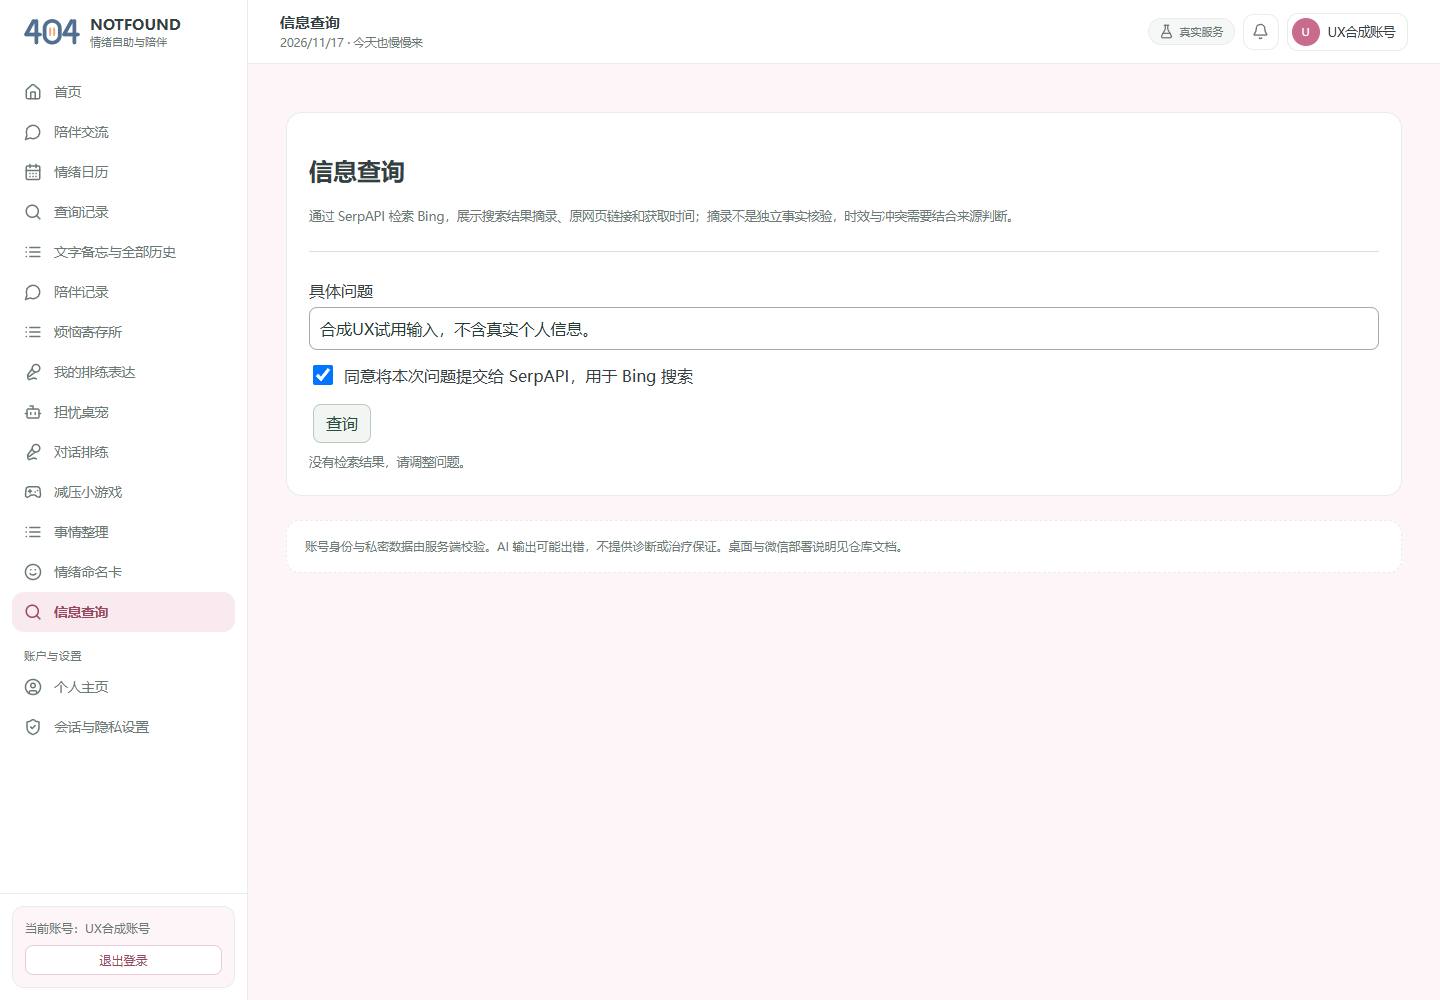 404 NOTFOUND
情绪自助与陪伴
首页
陪伴交流
情绪日历
查询记录
文字备忘与全部历史
陪伴记录
烦恼寄存所
我的排练表达
担忧桌宠
对话排练
减压小游戏
事情整理
情绪命名卡
信息查询
账户与设置
个人主页
会话与隐私设置
当前账号：UX合成账号
退出登录
信息查询
2026/11/17 · 今天也慢慢来
真实服务
U
UX合成账号
信息查询
通过 SerpAPI 检索 Bing，展示搜索结果摘录、原网页链接和获取时间；摘录不是独立事实核验，时效与冲突需要结合来源判断。
具体问题
合成UX试用输入，不含真实个人信息。
同意将本次问题提交给 SerpAPI，用于 Bing 搜索
查询
没有检索结果，请调整问题。
账号身份与私密数据由服务端校验。AI 输出可能出错，不提供诊断或治疗保证。桌面与微信部署说明见仓库文档。